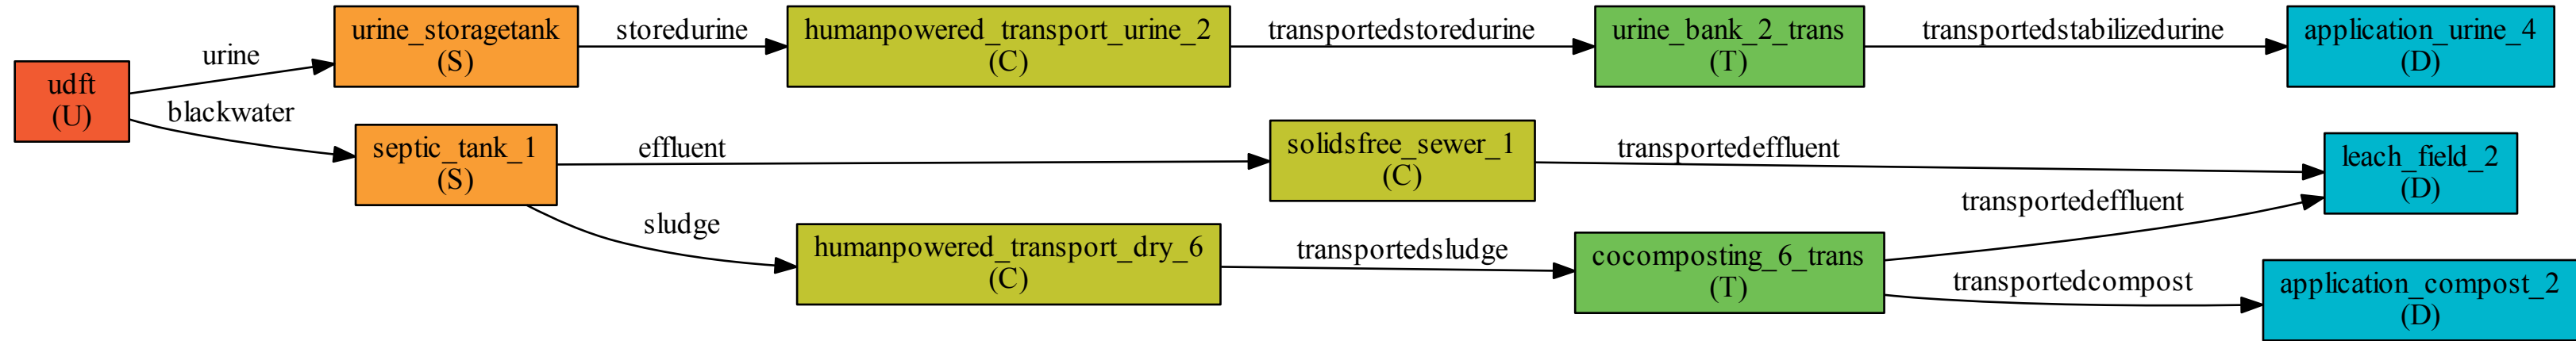 udft
(U)
urine
blackwater
urine_storagetank
(S)
storedurine
humanpowered_transport_urine_2
(C)
transportedstoredurine
urine_bank_2_trans
(T)
transportedstabilizedurine
application_urine_4
(D)
septic_tank_1
(S)
effluent
solidsfree_sewer_1
(C)
transportedeffluent
leach_field_2
(D)
sludge
humanpowered_transport_dry_6
(C)
transportedsludge
cocomposting_6_trans
(T)
transportedeffluent
transportedcompost
application_compost_2
(D)